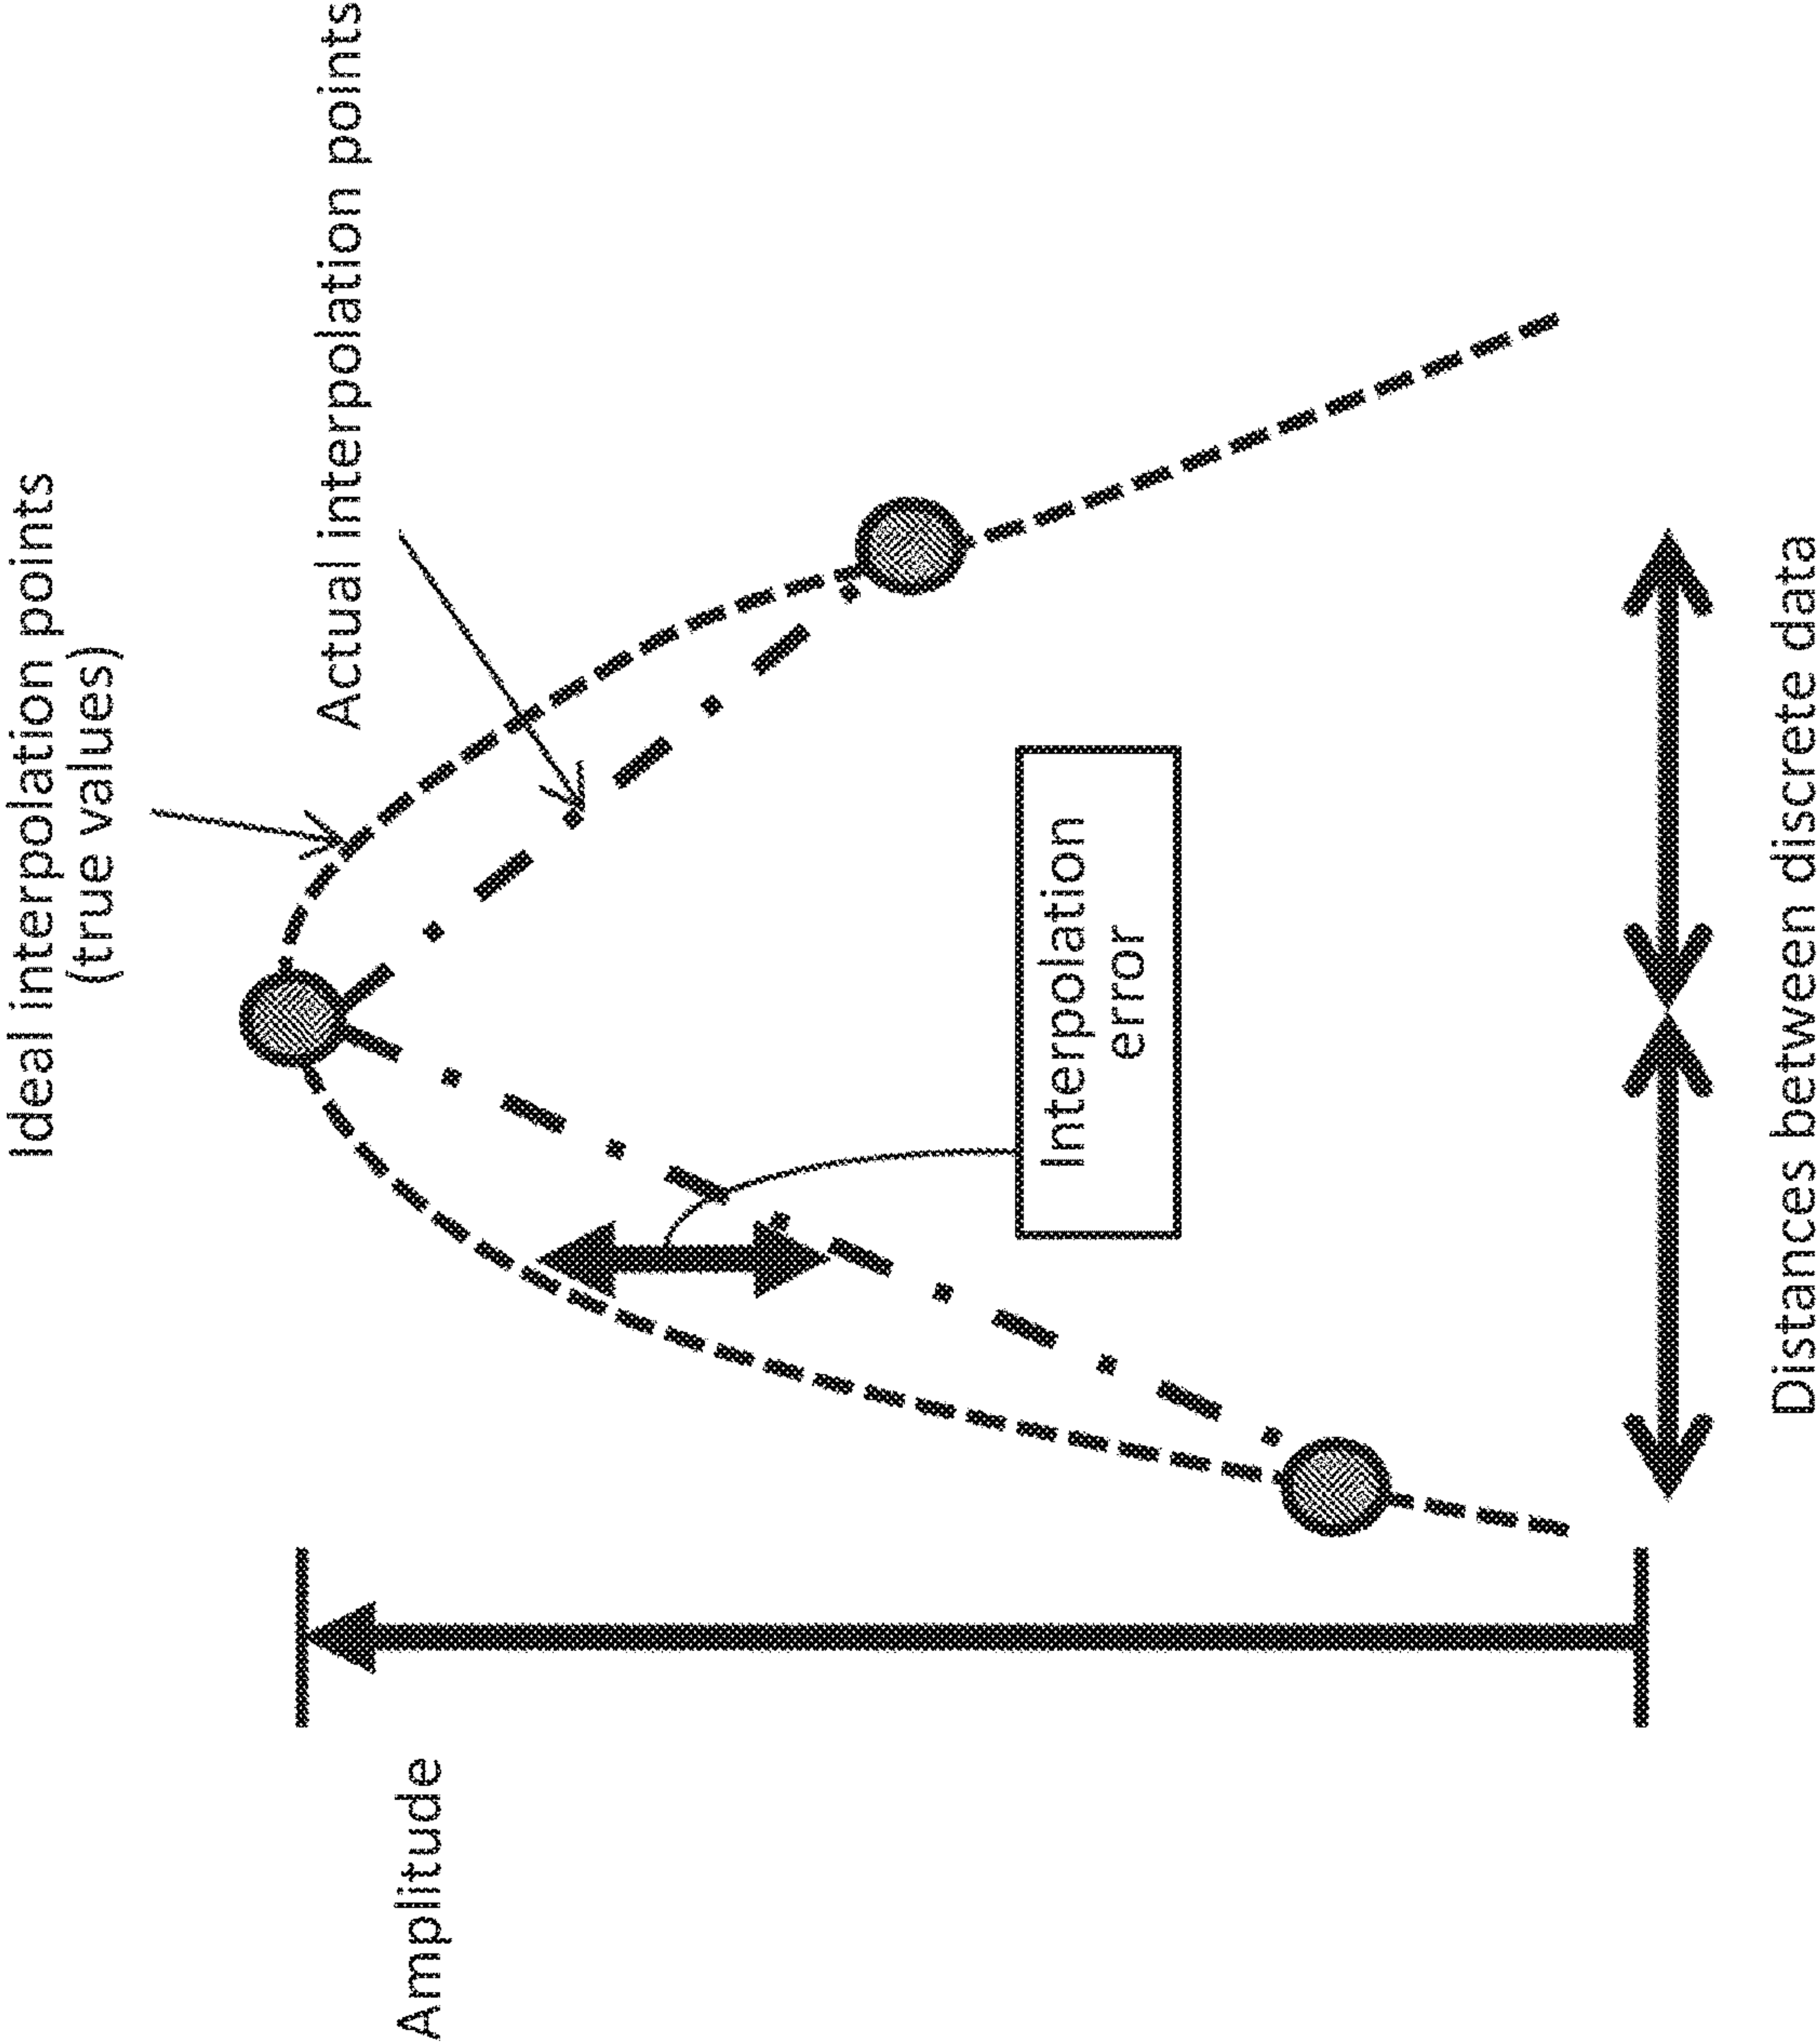 Ideal interpolation points
(true values)
Actual interpolation points
Amplitude
Interpolation
error
Distances between discrete data